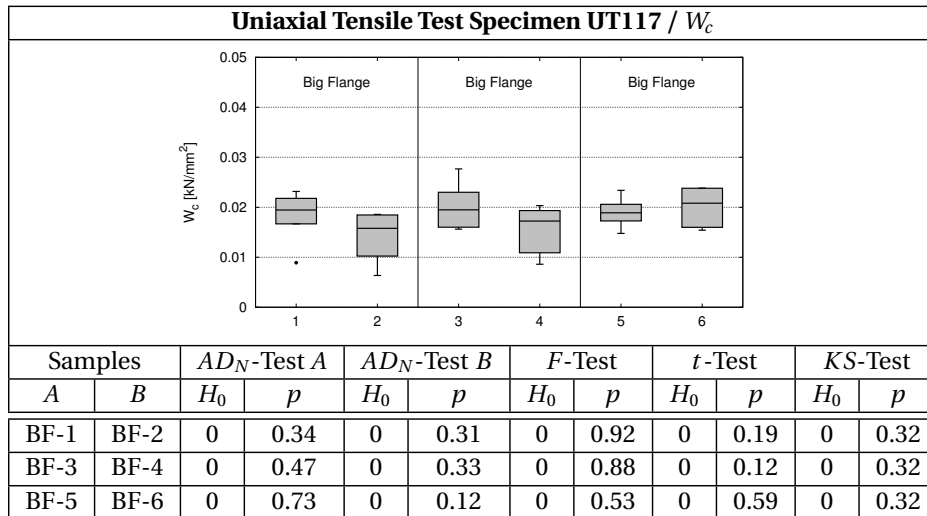 Uniaxial Tensile Test Specimen UT117 / W_c
0.05
Big Flange Big Flange Big Flange
0.04
0.03
W_c [kN/mm²]
0.02
0.01
0
1 2 3 4 5 6
Samples AD_N-Test A AD_N-Test B F-Test t-Test KS-Test
A B H₀ p H₀ p H₀ p H₀ p H₀ p
BF-1 BF-2 0 0.34 0 0.31 0 0.92 0 0.19 0 0.32
BF-3 BF-4 0 0.47 0 0.33 0 0.88 0 0.12 0 0.32
BF-5 BF-6 0 0.73 0 0.12 0 0.53 0 0.59 0 0.32